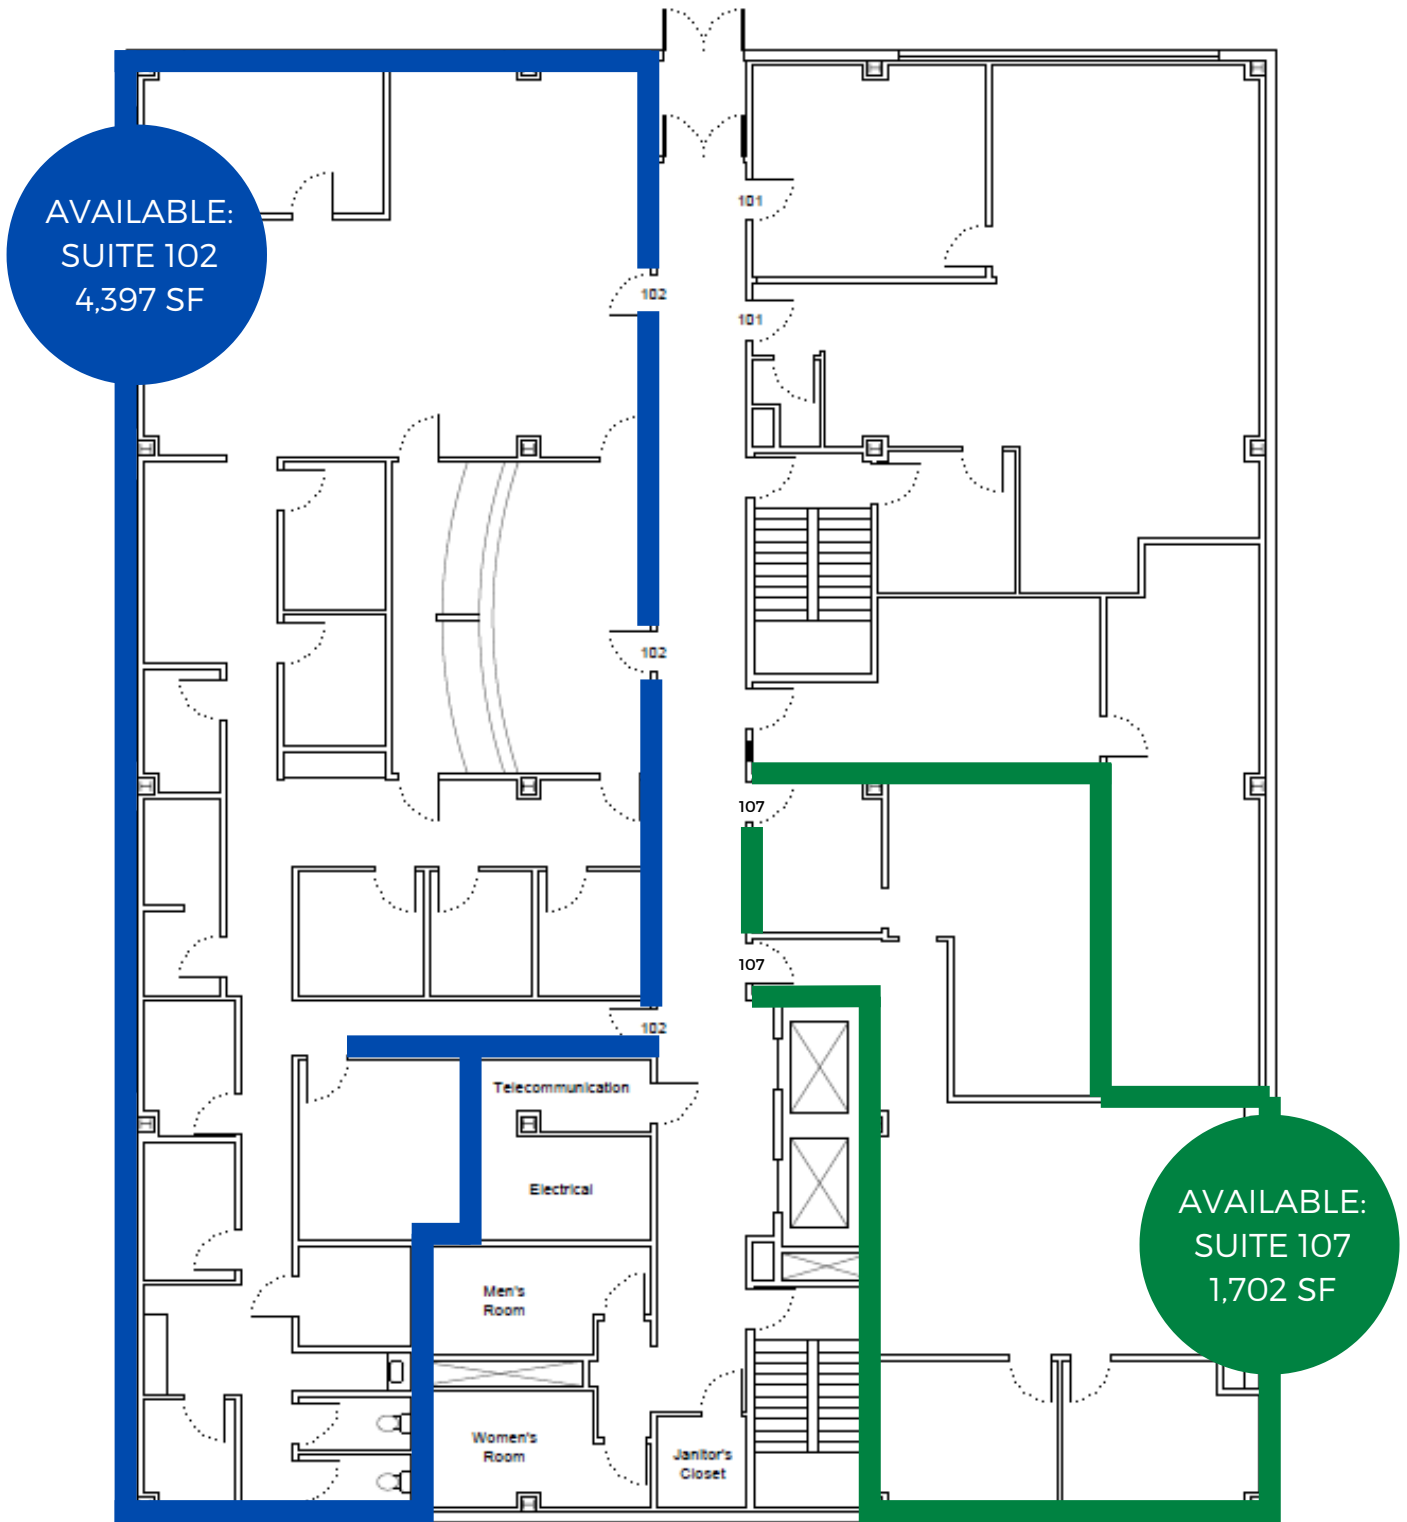 101
AVAILABLE:
SUITE 102
4,397 SF
102
101
102
107
107
102
Telecommunication
Electrical
AVAILABLE:
SUITE 107
1,702 SF
Men's
Room
Women's
Room
Janitor's
Closet